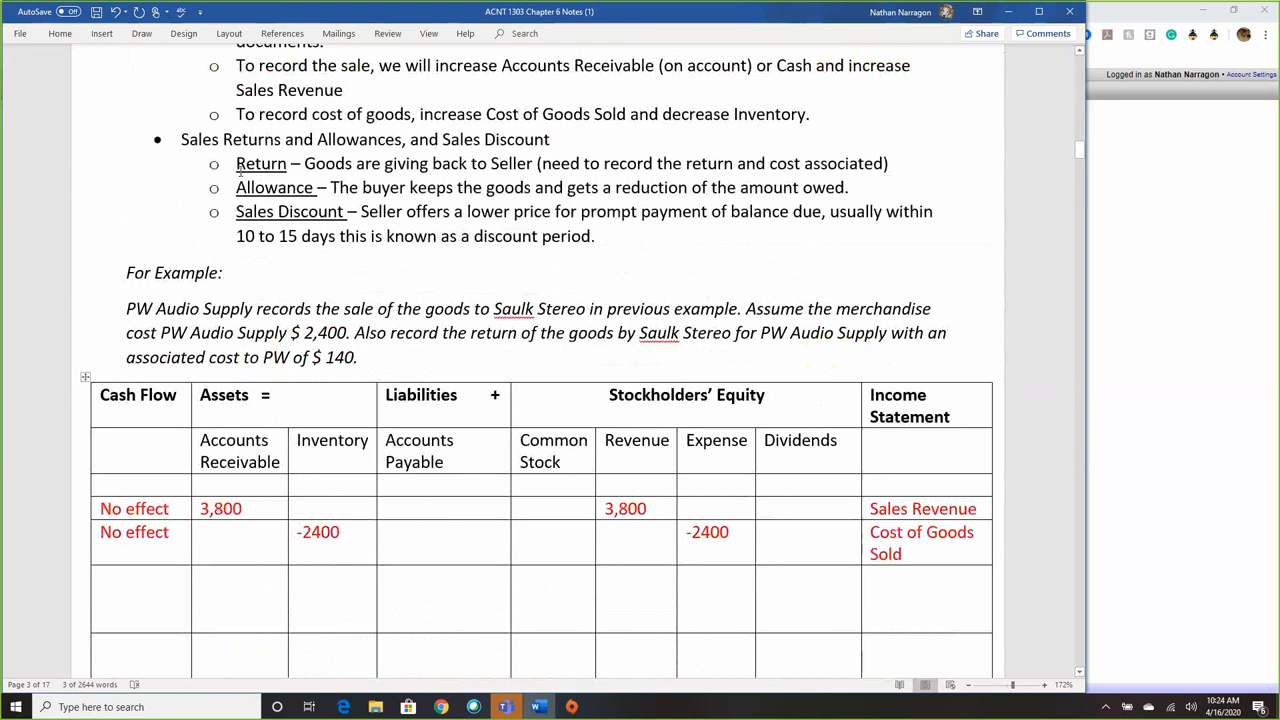 AutoSave Off
ACNT 1303 Chapter 6 Notes (1)
Nathan Narragon
File Home Insert Draw Design Layout References Mailings Review View Help Search
Share Comments
Logged in as Nathan Narragon • Account Settings
documents.
o To record the sale, we will increase Accounts Receivable (on account) or Cash and increase
Sales Revenue
o To record cost of goods, increase Cost of Goods Sold and decrease Inventory.
• Sales Returns and Allowances, and Sales Discount
o Return – Goods are giving back to Seller (need to record the return and cost associated)
o Allowance – The buyer keeps the goods and gets a reduction of the amount owed.
o Sales Discount – Seller offers a lower price for prompt payment of balance due, usually within
10 to 15 days this is known as a discount period.
For Example:
PW Audio Supply records the sale of the goods to Saulk Stereo in previous example. Assume the merchandise
cost PW Audio Supply $ 2,400. Also record the return of the goods by Saulk Stereo for PW Audio Supply with an
associated cost to PW of $ 140.
Cash Flow Assets = Liabilities + Stockholders’ Equity Income
Statement
Accounts Inventory Accounts Common Revenue Expense Dividends
Receivable Payable Stock
No effect 3,800 3,800 Sales Revenue
No effect -2400 -2400 Cost of Goods
Sold
Page 3 of 17 3 of 2644 words
172%
Type here to search
10:24 AM
4/16/2020